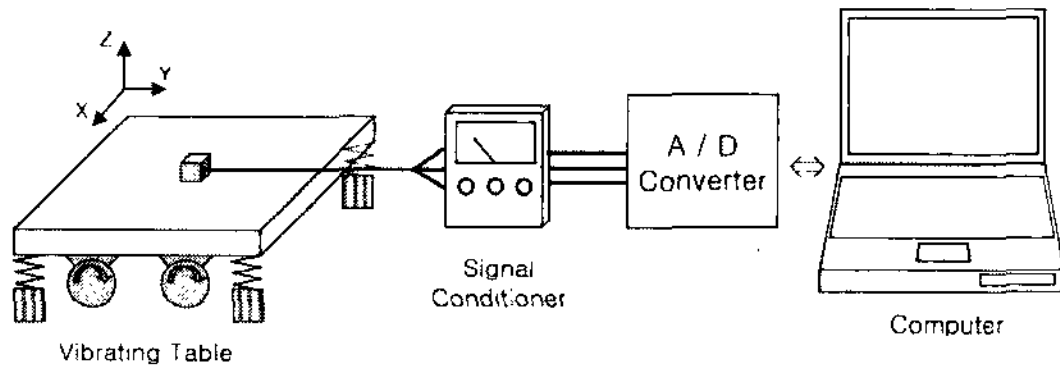 Z
Y
X
A / D
Converter
Signal
Conditioner
Computer
Vibrating Table